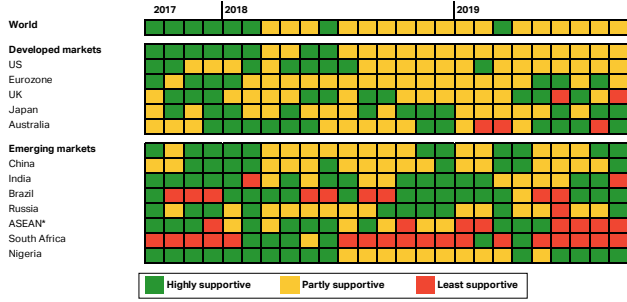 2017 2018 2019
World
Developed markets
US
Eurozone
UK
Japan
Australia
Emerging markets
China
India
Brazil
Russia
ASEAN*
South Africa
Nigeria
Highly supportive Partly supportive Least supportive